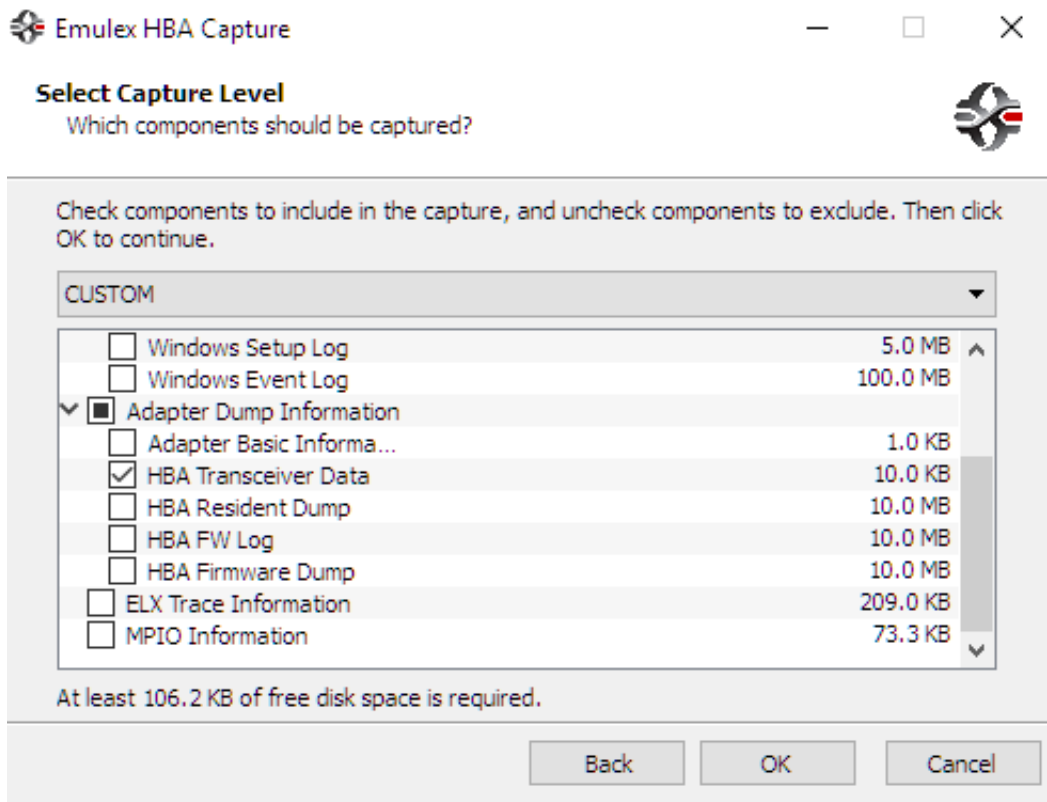 Emulex HBA Capture
Select Capture Level
Which components should be captured?
Check components to include in the capture, and uncheck components to exclude. Then click
OK to continue.
CUSTOM
Windows Setup Log 5.0 MB
Windows Event Log 100.0 MB
Adapter Dump Information
Adapter Basic Informa... 1.0 KB
HBA Transceiver Data 10.0 KB
HBA Resident Dump 10.0 MB
HBA FW Log 10.0 MB
HBA Firmware Dump 10.0 MB
ELX Trace Information 209.0 KB
MPIO Information 73.3 KB
At least 106.2 KB of free disk space is required.
Back OK Cancel